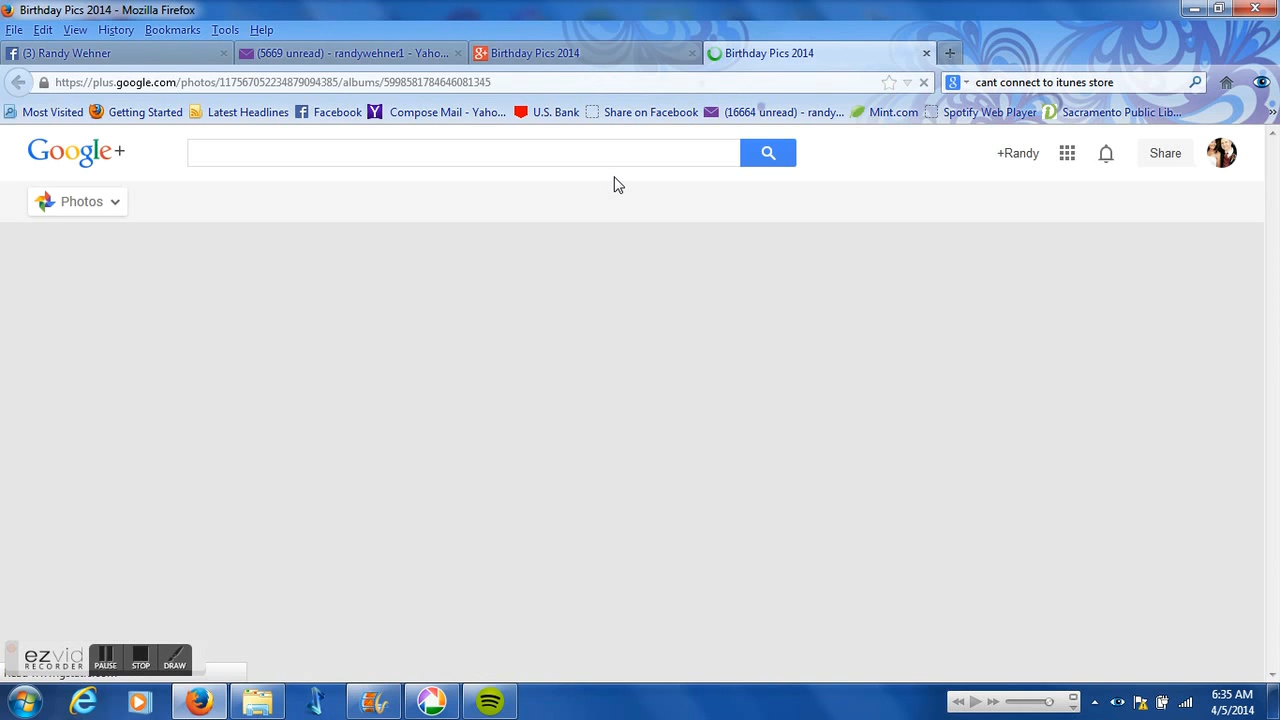 Birthday Pics 2014 - Mozilla Firefox
File Edit View History Bookmarks Tools Help
(3) Randy Wehner × (5669 unread) - randywehner1 - Yaho... × Birthday Pics 2014 × Birthday Pics 2014 × +
https://plus.google.com/photos/117567052234879094385/albums/5998581784646081345 cant connect to itunes store
Most Visited Getting Started Latest Headlines Facebook Compose Mail - Yaho... U.S. Bank Share on Facebook (16664 unread) - randy... Mint.com Spotify Web Player Sacramento Public Lib... »
Google+ +Randy Share
Photos
ezvid
RECORDER PAUSE STOP DRAW
6:35 AM
4/5/2014